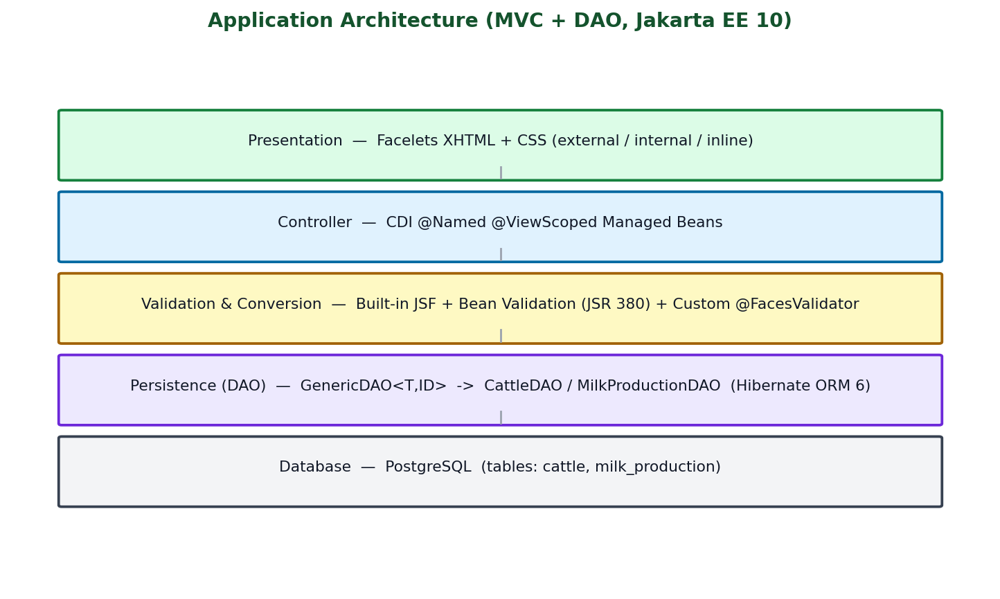 Application Architecture (MVC + DAO, Jakarta EE 10)
Presentation — Facelets XHTML + CSS (external / internal / inline)
Controller — CDI @Named @ViewScoped Managed Beans
Validation & Conversion — Built-in JSF + Bean Validation (JSR 380) + Custom @FacesValidator
Persistence (DAO) — GenericDAO<T,ID> -> CattleDAO / MilkProductionDAO (Hibernate ORM 6)
Database — PostgreSQL (tables: cattle, milk_production)